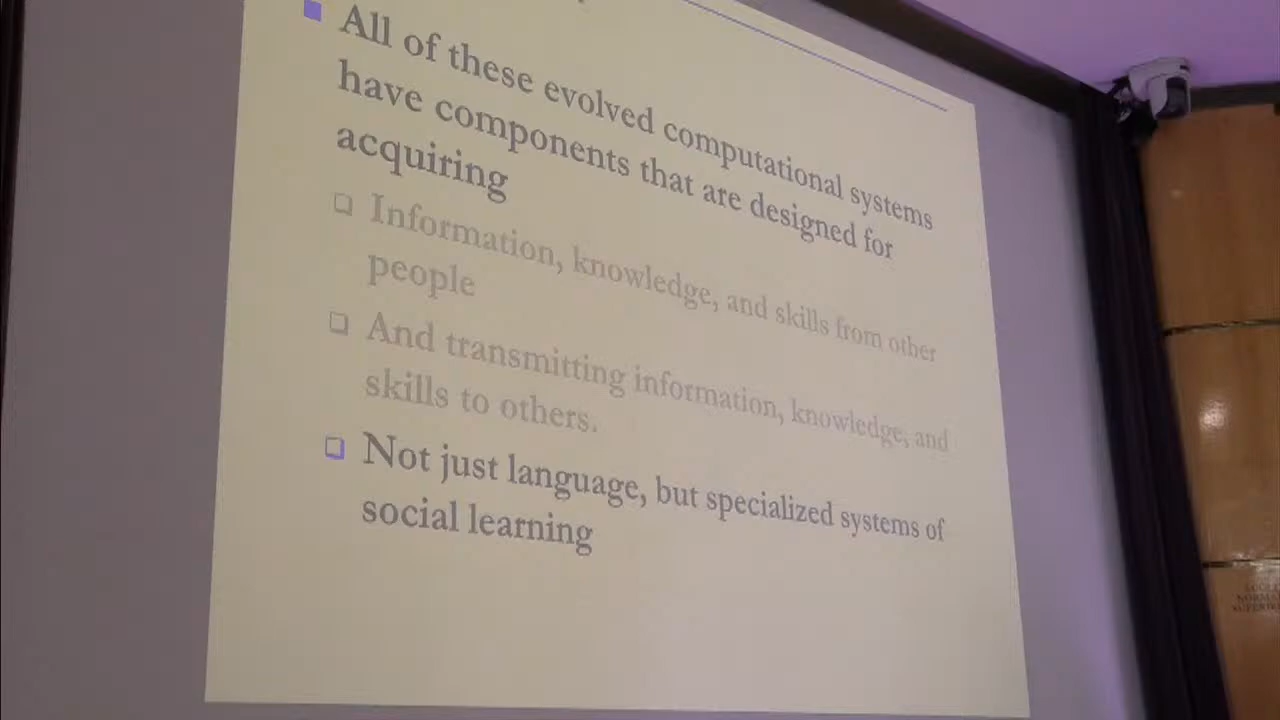 All of these evolved computational systems
have components that are designed for
acquiring
Information, knowledge, and skills from other
people
And transmitting information, knowledge, and
skills to others.
Not just language, but specialized systems of
social learning